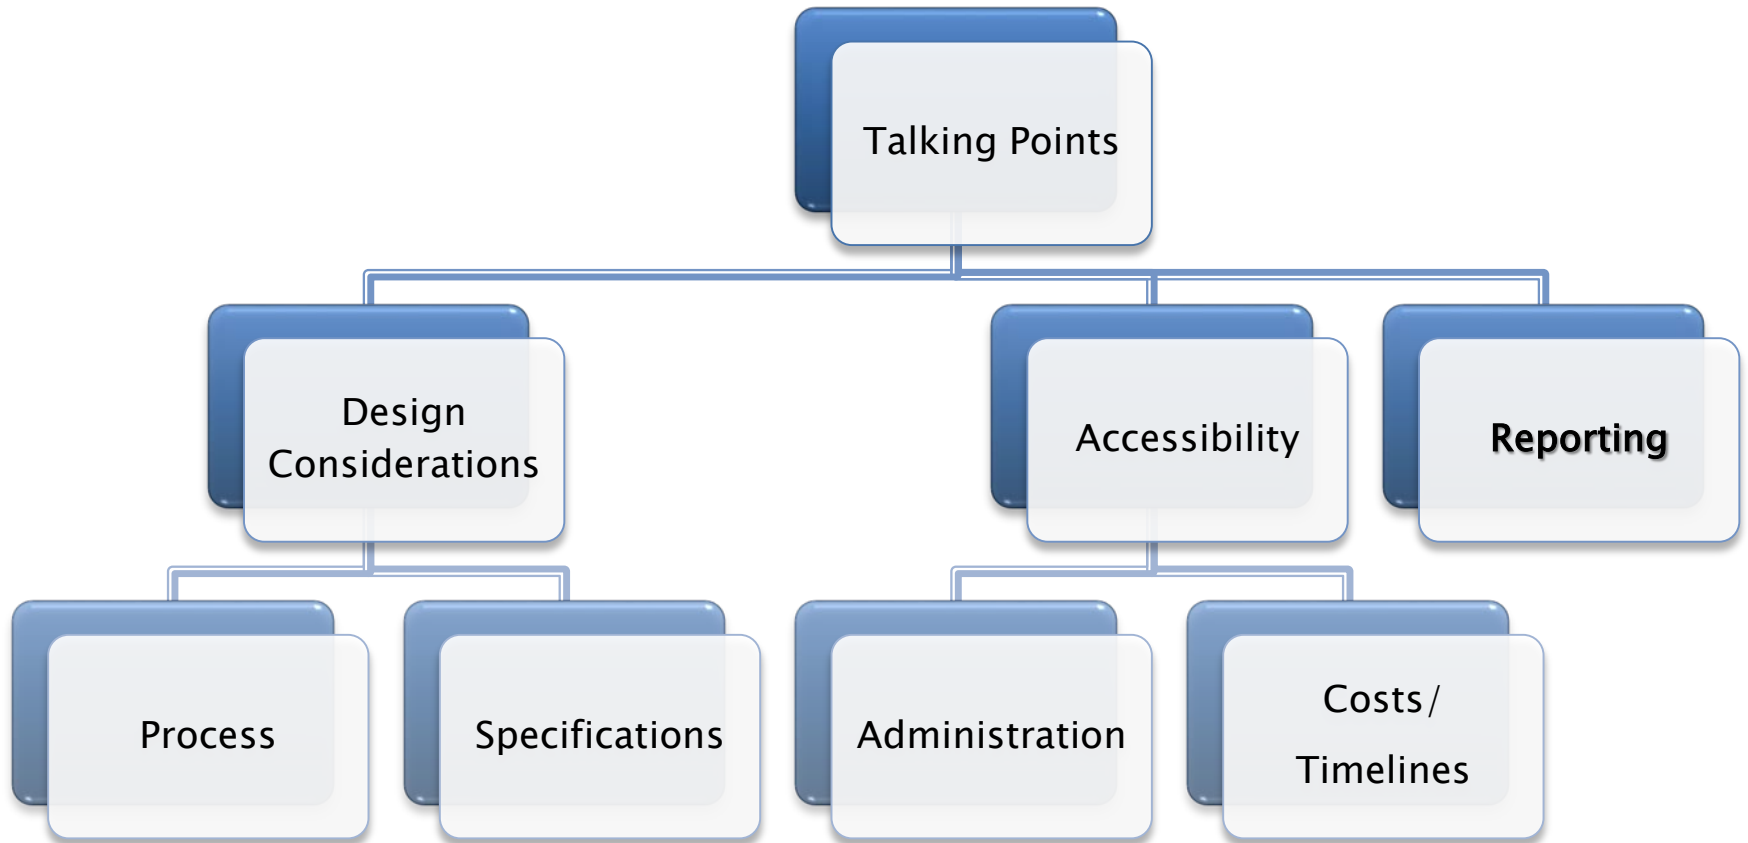 Talking Points
Design
Considerations
Accessibility
Reporting
Process
Specifications
Administration
Costs/
Timelines